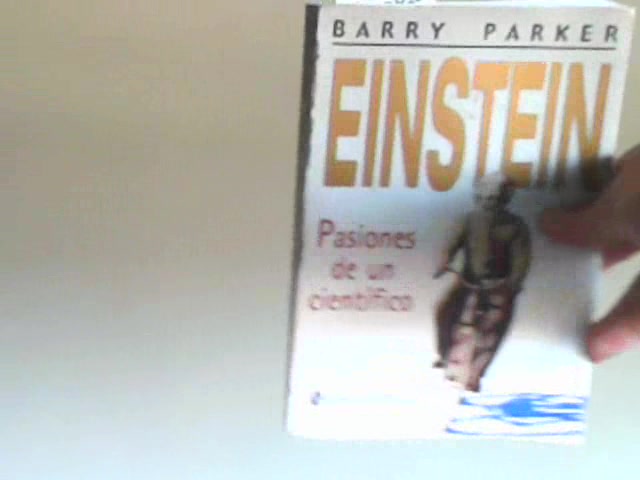 BARRY PARKER
EINSTEIN
Pasiones
de un
científico